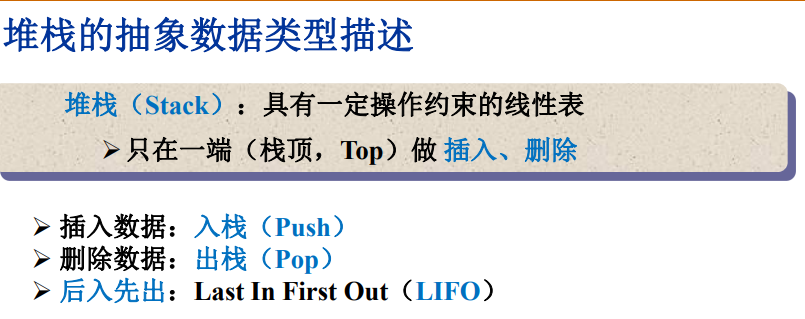 堆栈的抽象数据类型描述
堆栈（Stack）：具有一定操作约束的线性表
➢只在一端（栈顶，Top）做 插入、删除
➢ 插入数据：入栈（Push）
➢ 删除数据：出栈（Pop）
➢ 后入先出：Last In First Out（LIFO）